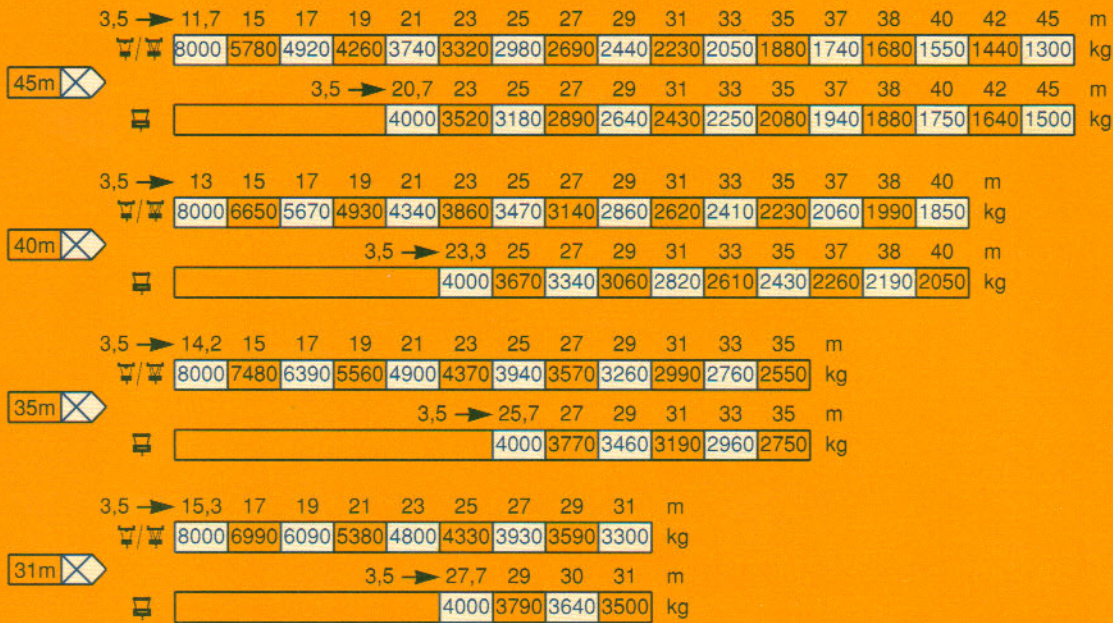 3,5 → 11,7 15 17 19 21 23 25 27 29 31 33 35 37 38 40 42 45 m
8000 5780 4920 4260 3740 3320 2980 2690 2440 2230 2050 1880 1740 1680 1550 1440 1300 kg
45m
3,5 → 20,7 23 25 27 29 31 33 35 37 38 40 42 45 m
4000 3520 3180 2890 2640 2430 2250 2080 1940 1880 1750 1640 1500 kg
3,5 → 13 15 17 19 21 23 25 27 29 31 33 35 37 38 40 m
8000 6650 5670 4930 4340 3860 3470 3140 2860 2620 2410 2230 2060 1990 1850 kg
40m
3,5 → 23,3 25 27 29 31 33 35 37 38 40 m
4000 3670 3340 3060 2820 2610 2430 2260 2190 2050 kg
3,5 → 14,2 15 17 19 21 23 25 27 29 31 33 35 m
8000 7480 6390 5560 4900 4370 3940 3570 3260 2990 2760 2550 kg
35m
3,5 → 25,7 27 29 31 33 35 m
4000 3770 3460 3190 2960 2750 kg
3,5 → 15,3 17 19 21 23 25 27 29 31 m
8000 6990 6090 5380 4800 4330 3930 3590 3300 kg
31m
3,5 → 27,7 29 30 31 m
4000 3790 3640 3500 kg